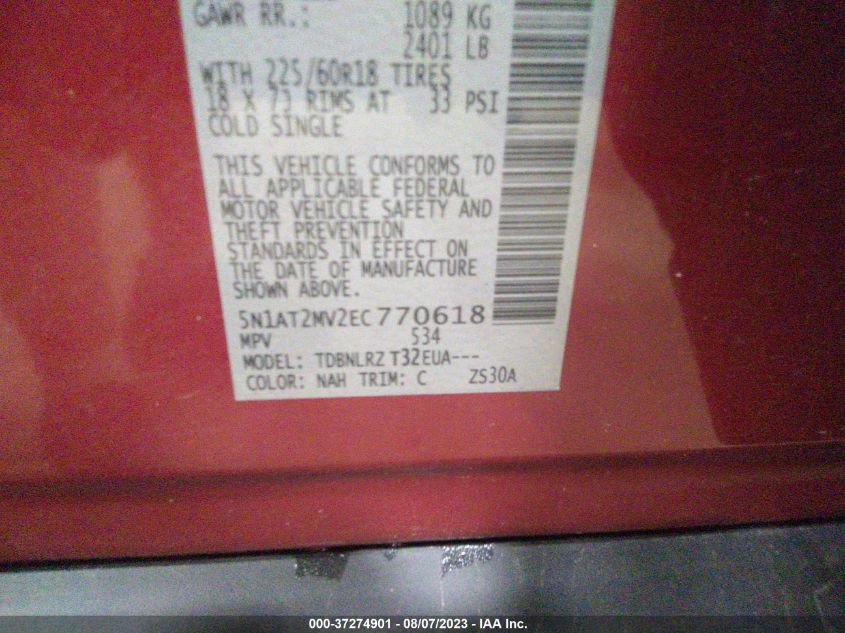 GAWR RR.: 1089 KG
2401 LB
WITH 225/60R18 TIRES
18 X 7J RIMS AT 33 PSI
COLD SINGLE
THIS VEHICLE CONFORMS TO
ALL APPLICABLE FEDERAL
MOTOR VEHICLE SAFETY AND
THEFT PREVENTION
STANDARDS IN EFFECT ON
THE DATE OF MANUFACTURE
SHOWN ABOVE.
5N1AT2MV2EC770618
MPV 534
MODEL: TDBNLRZ T32EUA---
COLOR: NAH TRIM: C ZS30A
000-37274901 - 08/07/2023 - IAA Inc.